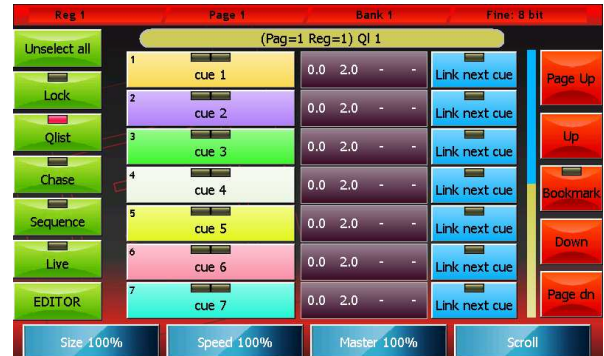 Reg 1 Page 1 Bank 1 Fine: 8 bit
Unselect all (Pag=1 Reg=1) Ql 1
1 cue 1 0.0 2.0 - - Link next cue Page Up
Lock
2 cue 2 0.0 2.0 - - Link next cue
Qlist 3 cue 3 0.0 2.0 - - Link next cue Up
Chase 4 cue 4 0.0 2.0 - - Link next cue Bookmark
Sequence 5 cue 5 0.0 2.0 - - Link next cue Down
Live 6 cue 6 0.0 2.0 - - Link next cue
EDITOR 7 cue 7 0.0 2.0 - - Link next cue Page dn
Size 100% Speed 100% Master 100% Scroll